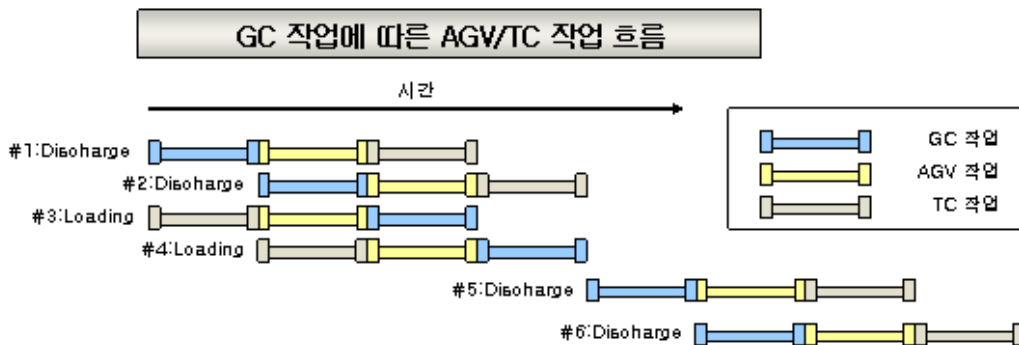 GC 작업에 따른 AGV/TC 작업 흐름
시간
#1:Discharge
#2:Discharge
#3:Loading
#4:Loading
#5:Discharge
#6:Discharge
GC 작업
AGV 작업
TC 작업